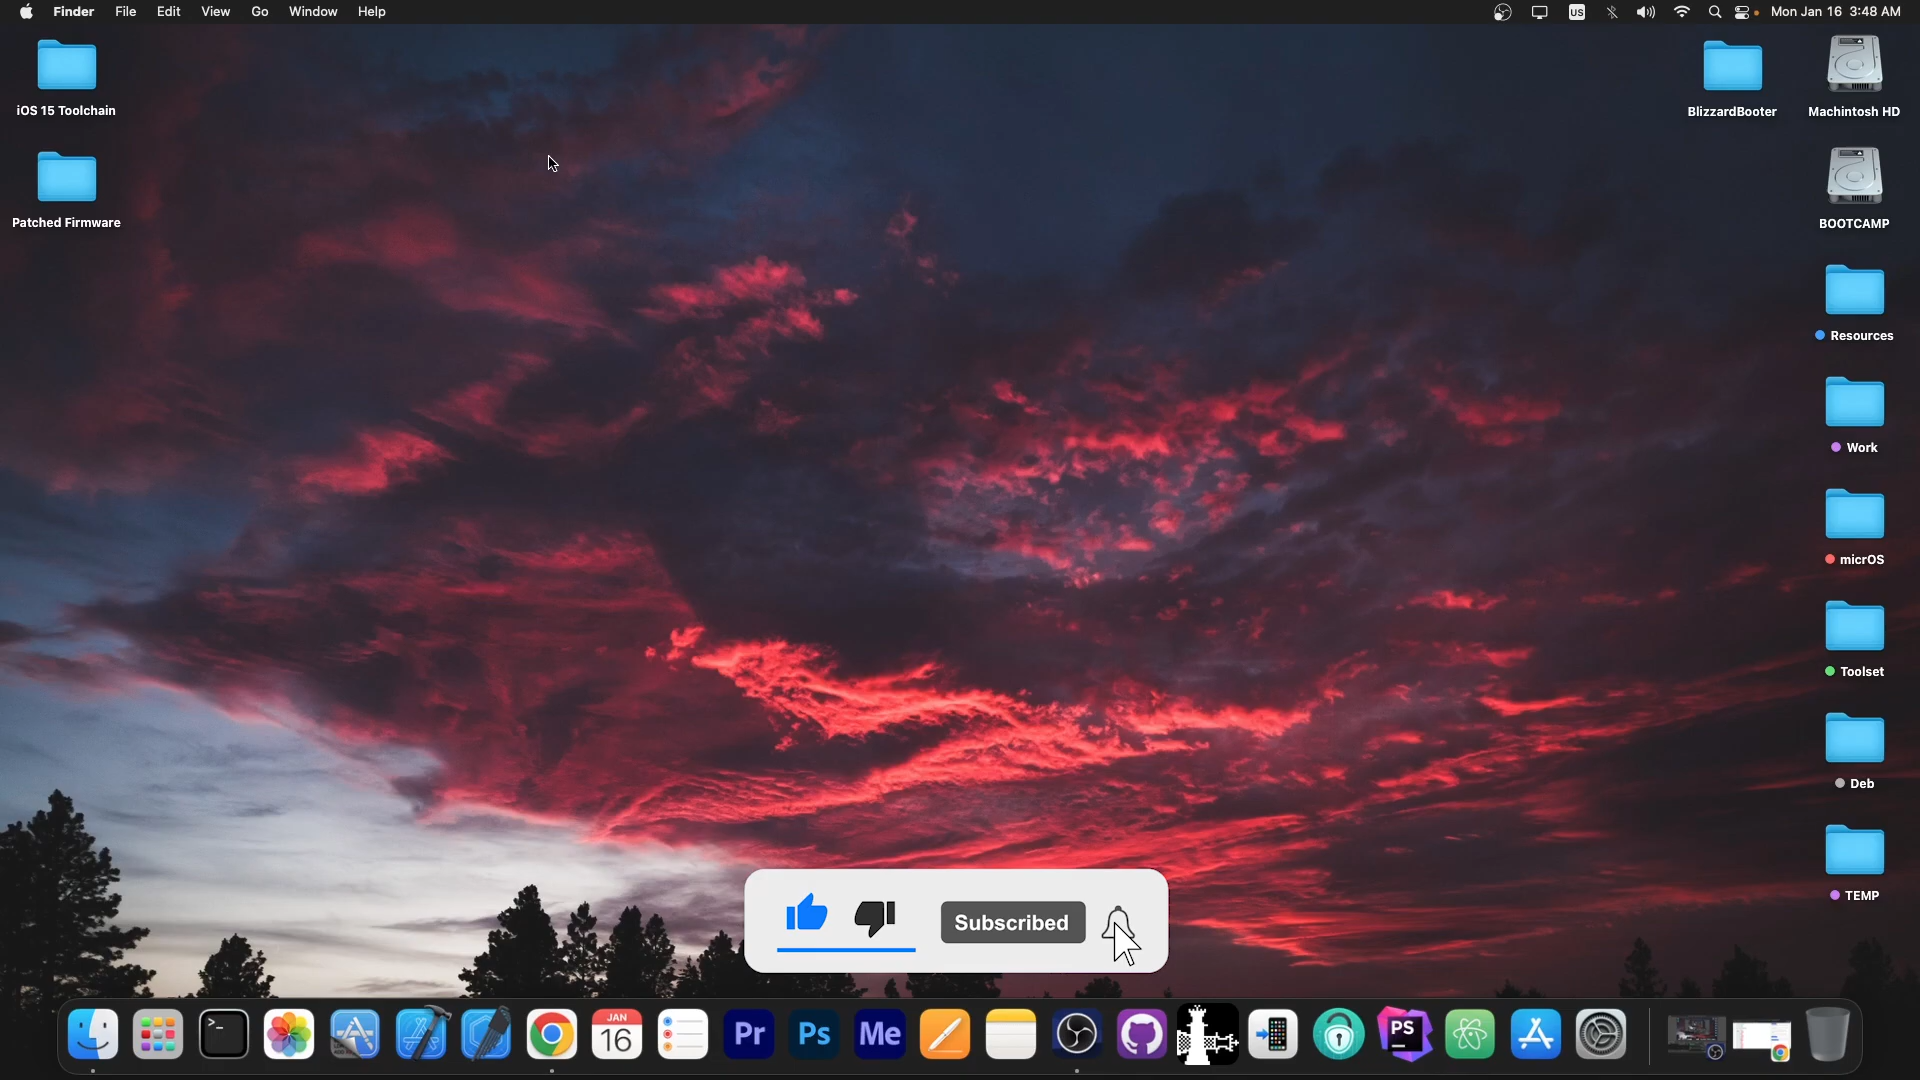 Finder File Edit View Go Window Help US Mon Jan 16 3:48 AM
iOS 15 Toolchain
BlizzardBooter
Machintosh HD
Patched Firmware
BOOTCAMP
Resources
Work
micrOS
Toolset
Deb
TEMP
Subscribed
JAN
16
Pr
Ps
Me
PS